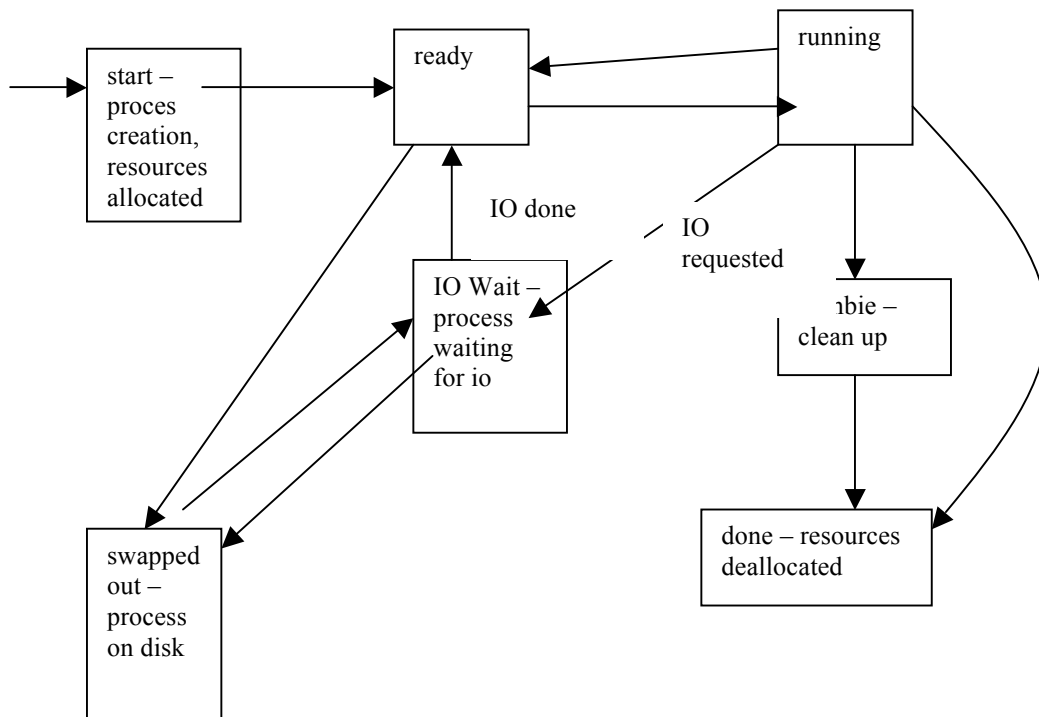 start –
proces
creation,
resources
allocated
ready
running
IO done
IO
requested
IO Wait –
process
waiting
for io
mbie –
clean up
swapped
out –
process
on disk
done – resources
deallocated